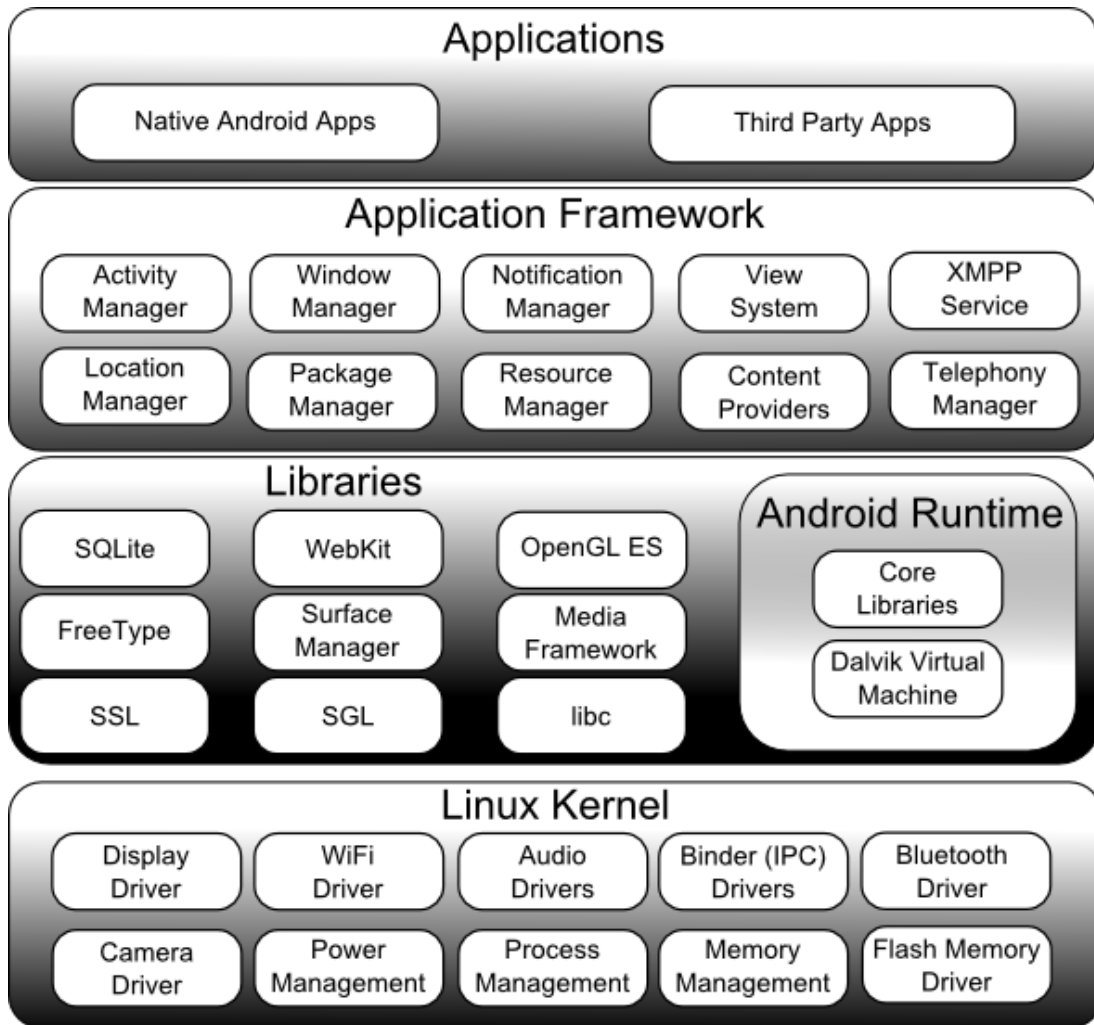 Applications
Native Android Apps
Third Party Apps
Application Framework
Activity
Manager
Window
Manager
Notification
Manager
View
System
XMPP
Service
Location
Manager
Package
Manager
Resource
Manager
Content
Providers
Telephony
Manager
Libraries
SQLite
WebKit
OpenGL ES
FreeType
Surface
Manager
Media
Framework
SSL
SGL
libc
Android Runtime
Core
Libraries
Dalvik Virtual
Machine
Linux Kernel
Display
Driver
WiFi
Driver
Audio
Drivers
Binder (IPC)
Drivers
Bluetooth
Driver
Camera
Driver
Power
Management
Process
Management
Memory
Management
Flash Memory
Driver